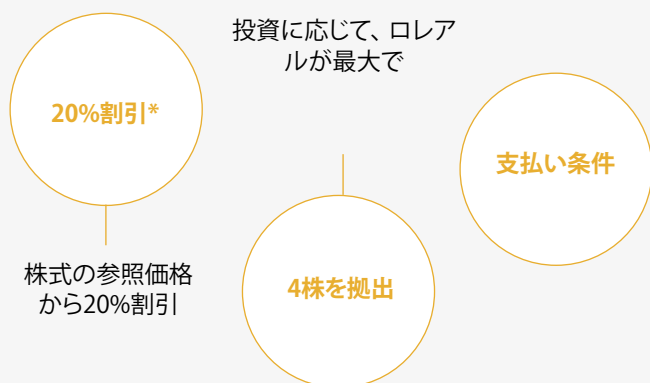 20%割引*
株式の参照価格
から20%割引
投資に応じて、ロレア
ルが最大で
4株を拠出
支払い条件